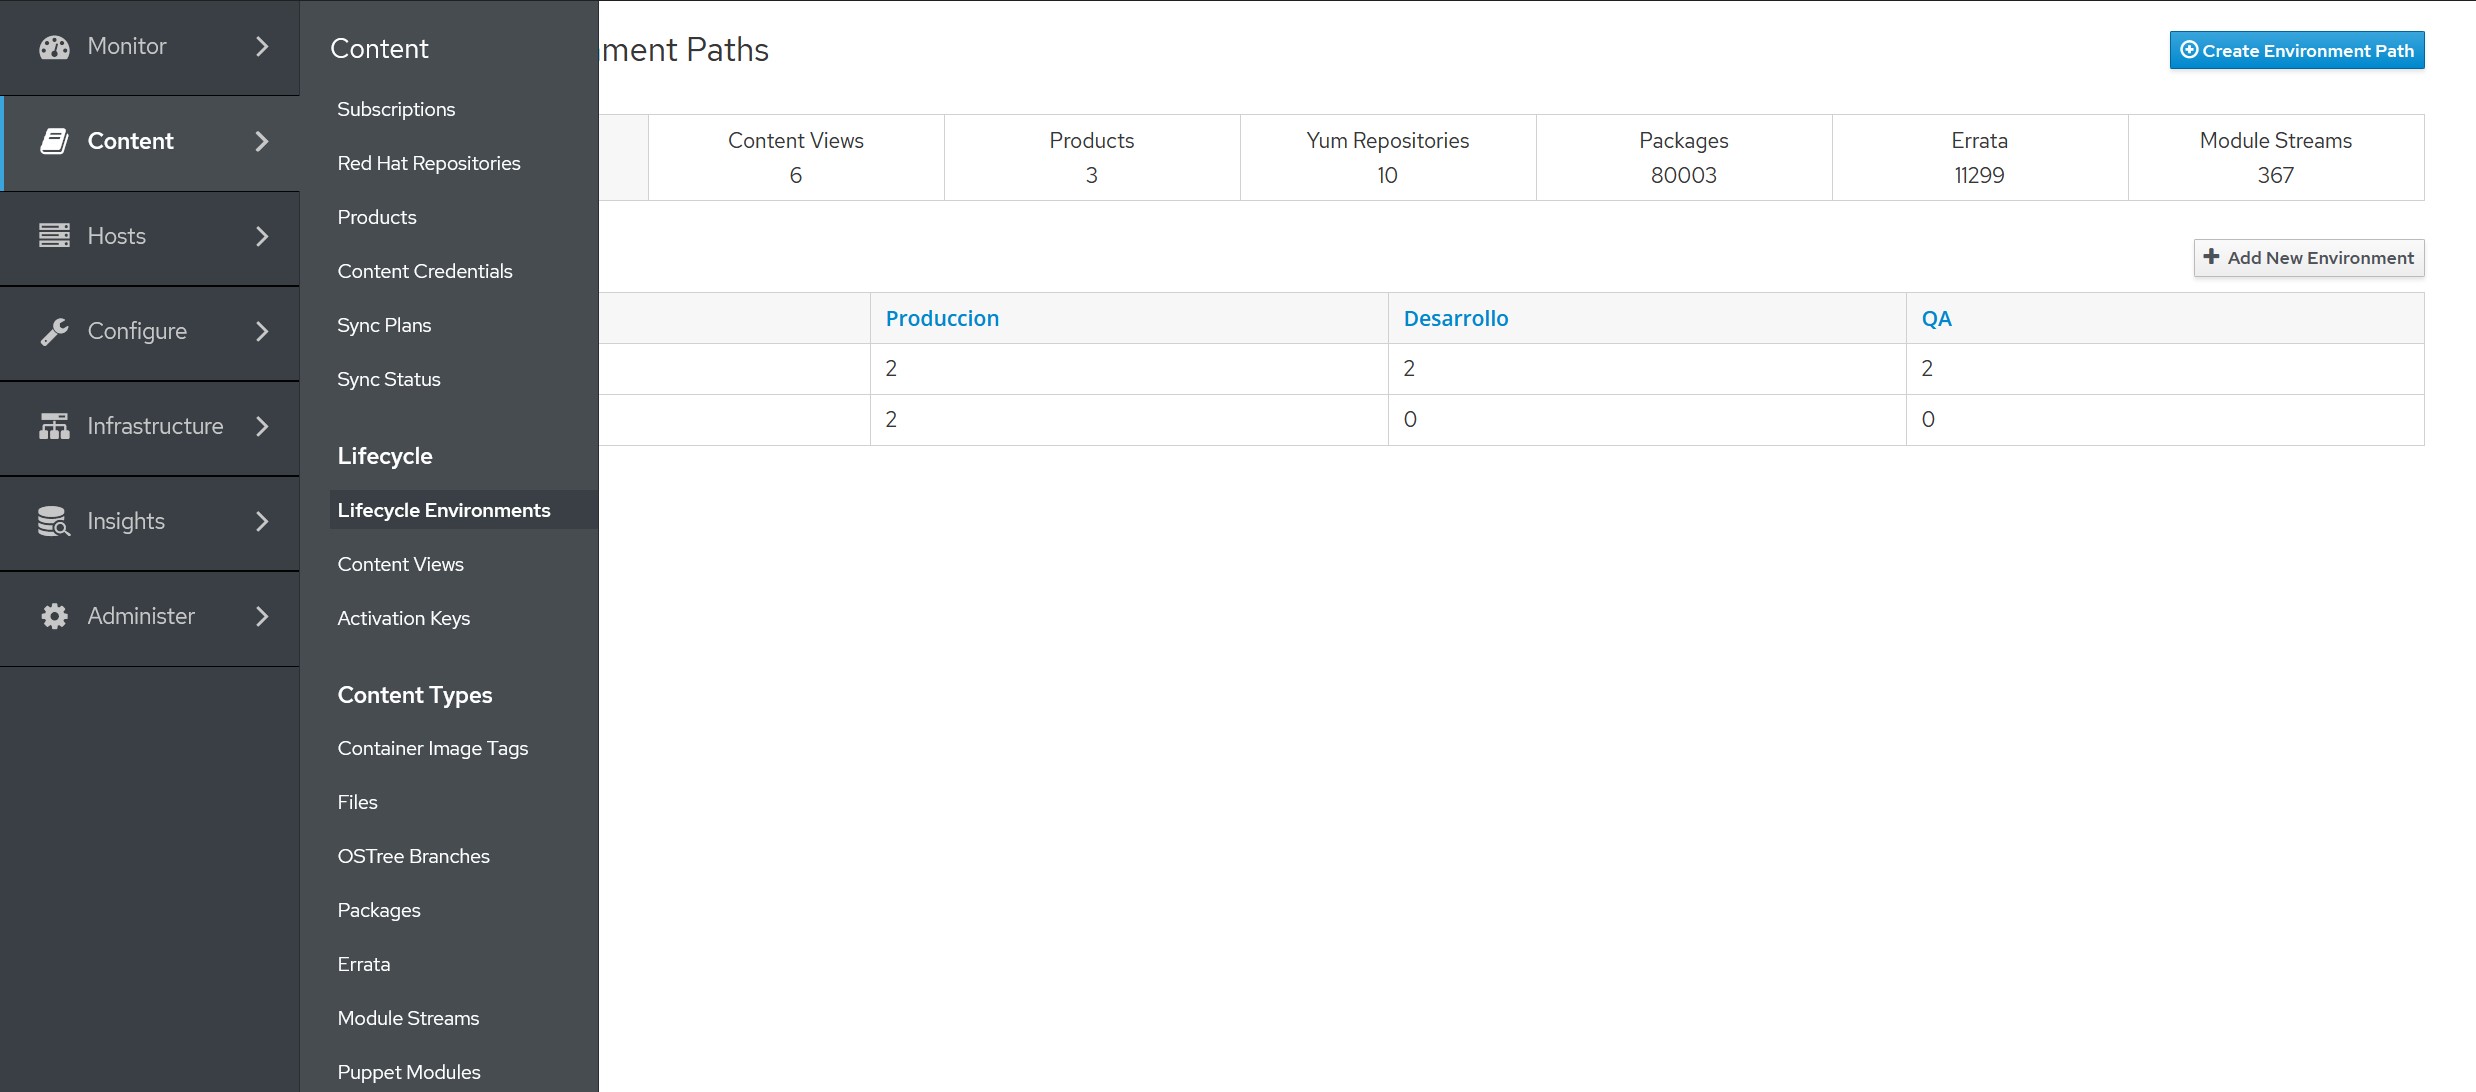 Monitor
Content
Hosts
Configure
Infrastructure
Insights
Administer
Content
Subscriptions
Red Hat Repositories
Products
Content Credentials
Sync Plans
Sync Status
Lifecycle
Lifecycle Environments
Content Views
Activation Keys
Content Types
Container Image Tags
Files
OSTree Branches
Packages
Errata
Module Streams
Puppet Modules
nment Paths
Create Environment Path
Content Views Products Yum Repositories Packages Errata Module Streams
6 3 10 80003 11299 367
Add New Environment
Produccion Desarrollo QA
2 2 2
2 0 0